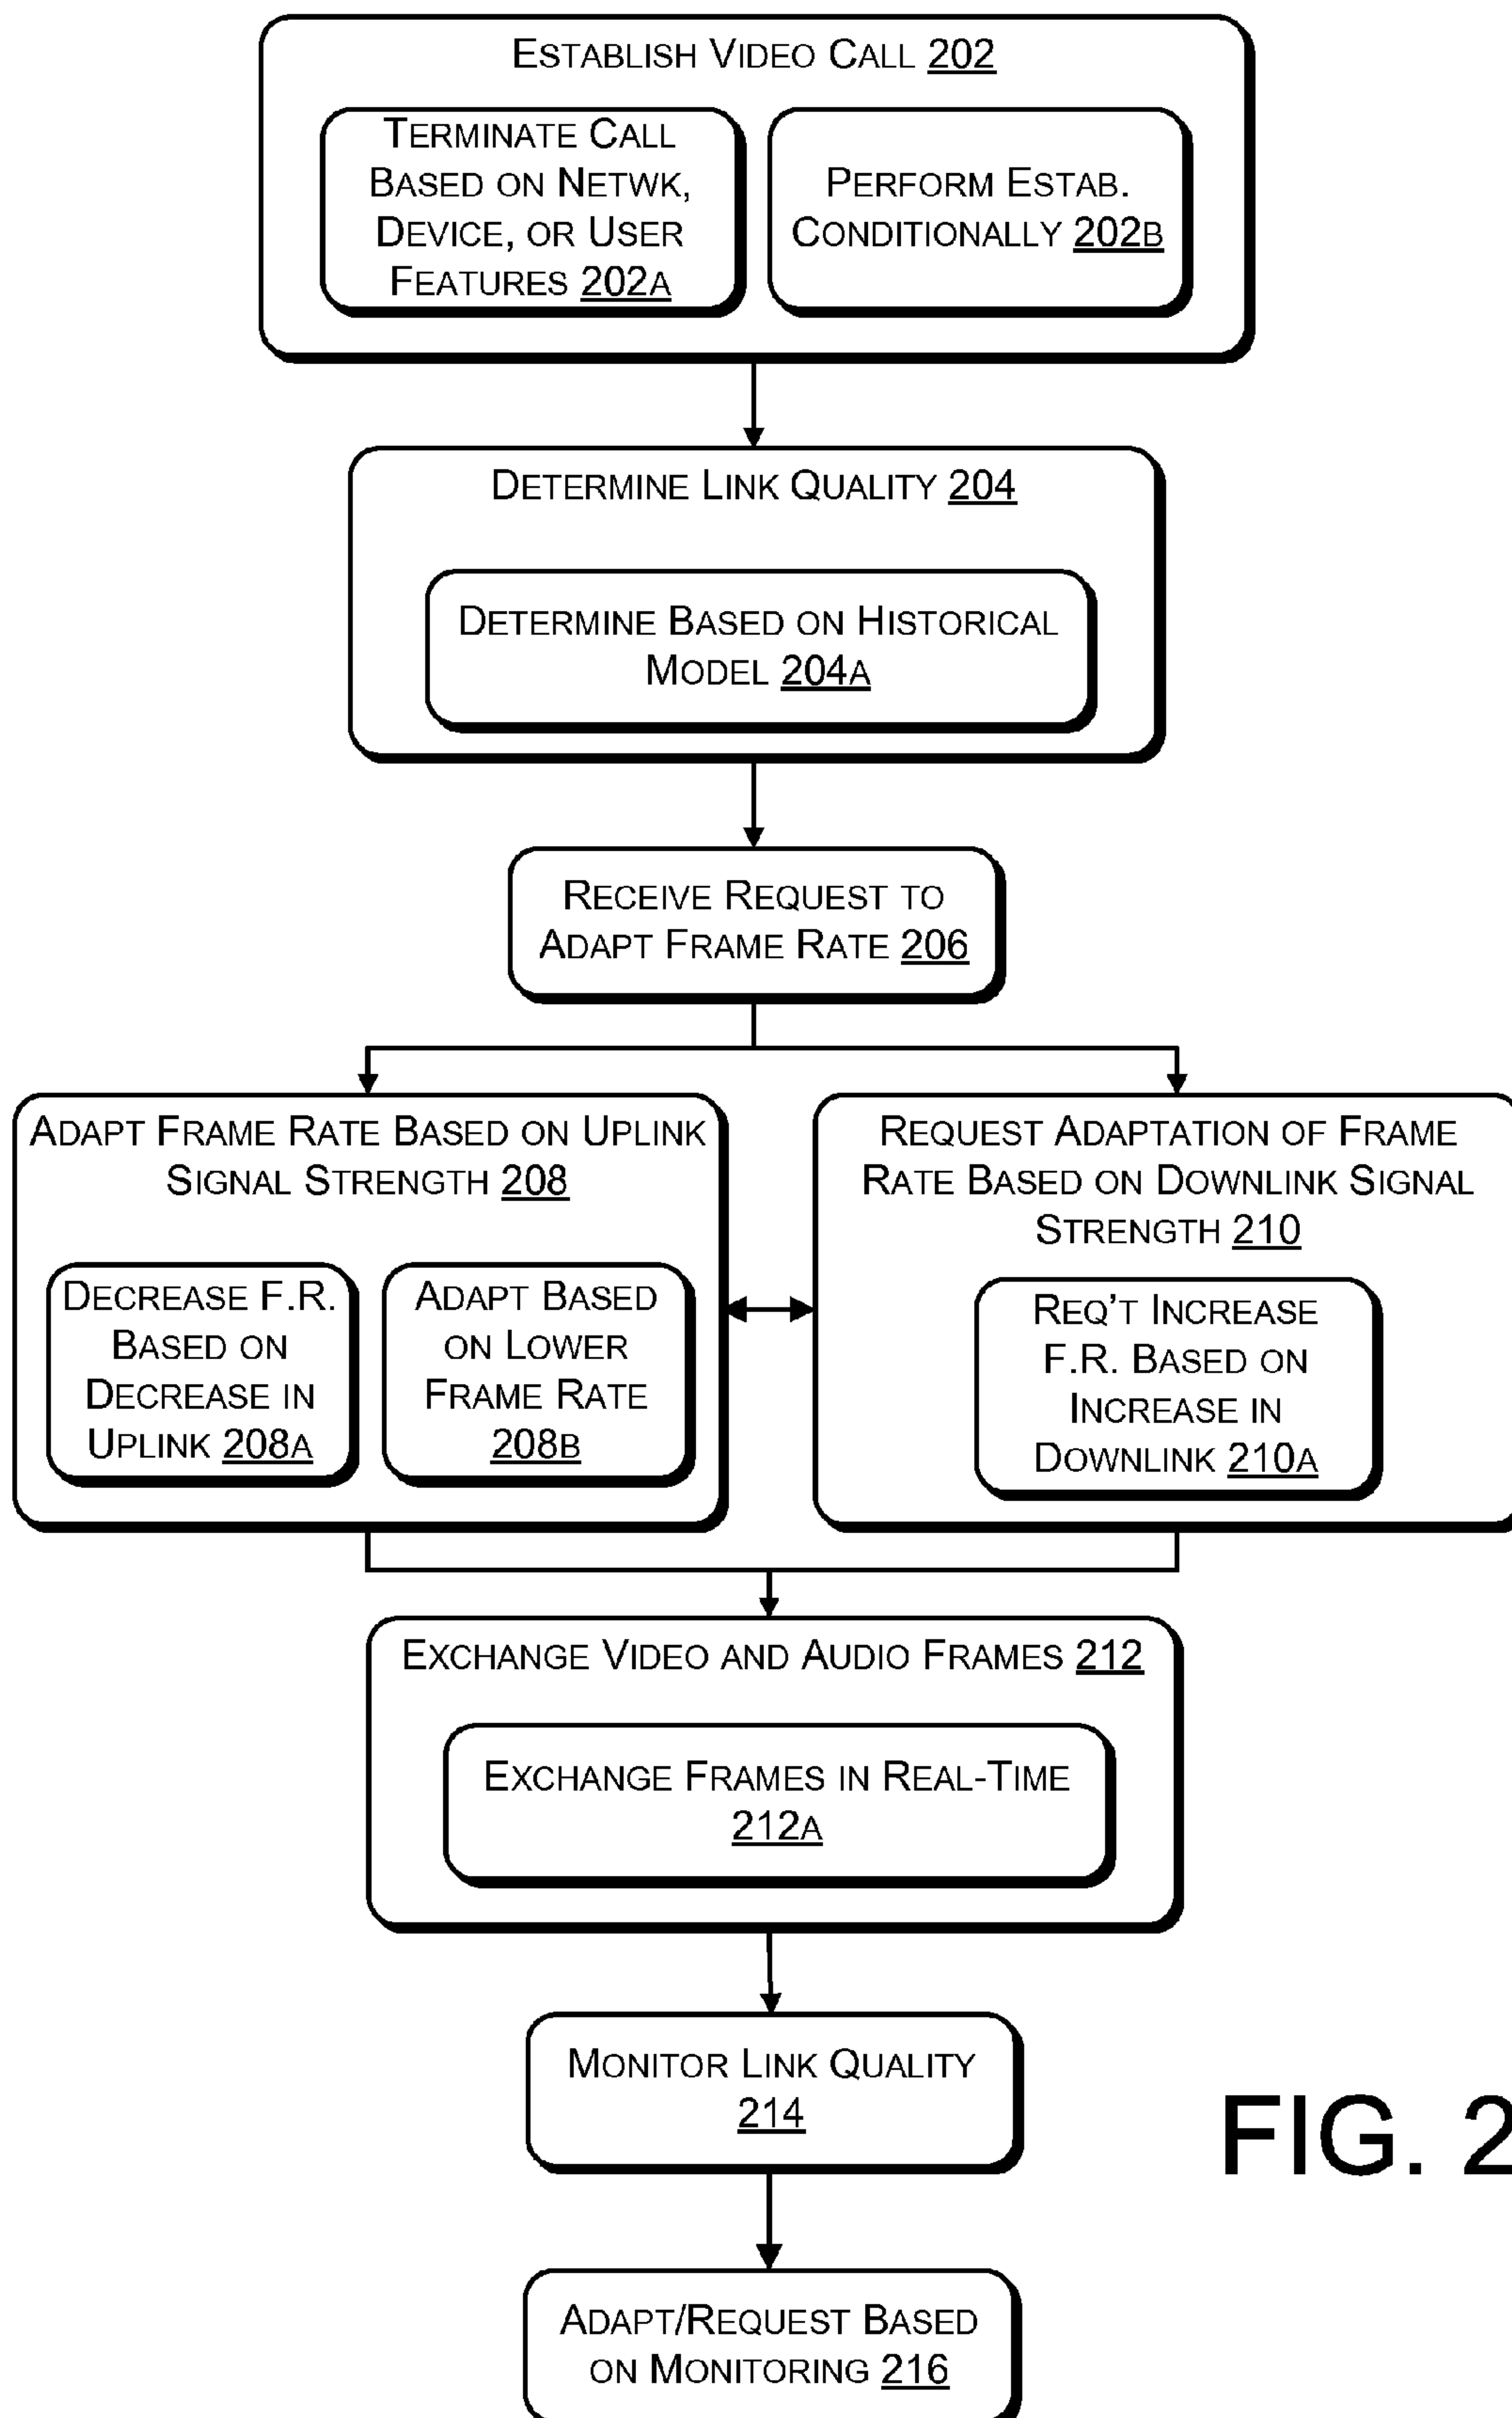 ESTABLISH VIDEO CALL 202
TERMINATE CALL
BASED ON NETWK,
DEVICE, OR USER
FEATURES 202A
PERFORM ESTAB.
CONDITIONALLY 202B
DETERMINE LINK QUALITY 204
DETERMINE BASED ON HISTORICAL
MODEL 204A
RECEIVE REQUEST TO
ADAPT FRAME RATE 206
ADAPT FRAME RATE BASED ON UPLINK
SIGNAL STRENGTH 208
DECREASE F.R.
BASED ON
DECREASE IN
UPLINK 208A
ADAPT BASED
ON LOWER
FRAME RATE
208B
REQUEST ADAPTATION OF FRAME
RATE BASED ON DOWNLINK SIGNAL
STRENGTH 210
REQ'T INCREASE
F.R. BASED ON
INCREASE IN
DOWNLINK 210A
EXCHANGE VIDEO AND AUDIO FRAMES 212
EXCHANGE FRAMES IN REAL-TIME
212A
MONITOR LINK QUALITY
214
FIG. 2
ADAPT/REQUEST BASED
ON MONITORING 216